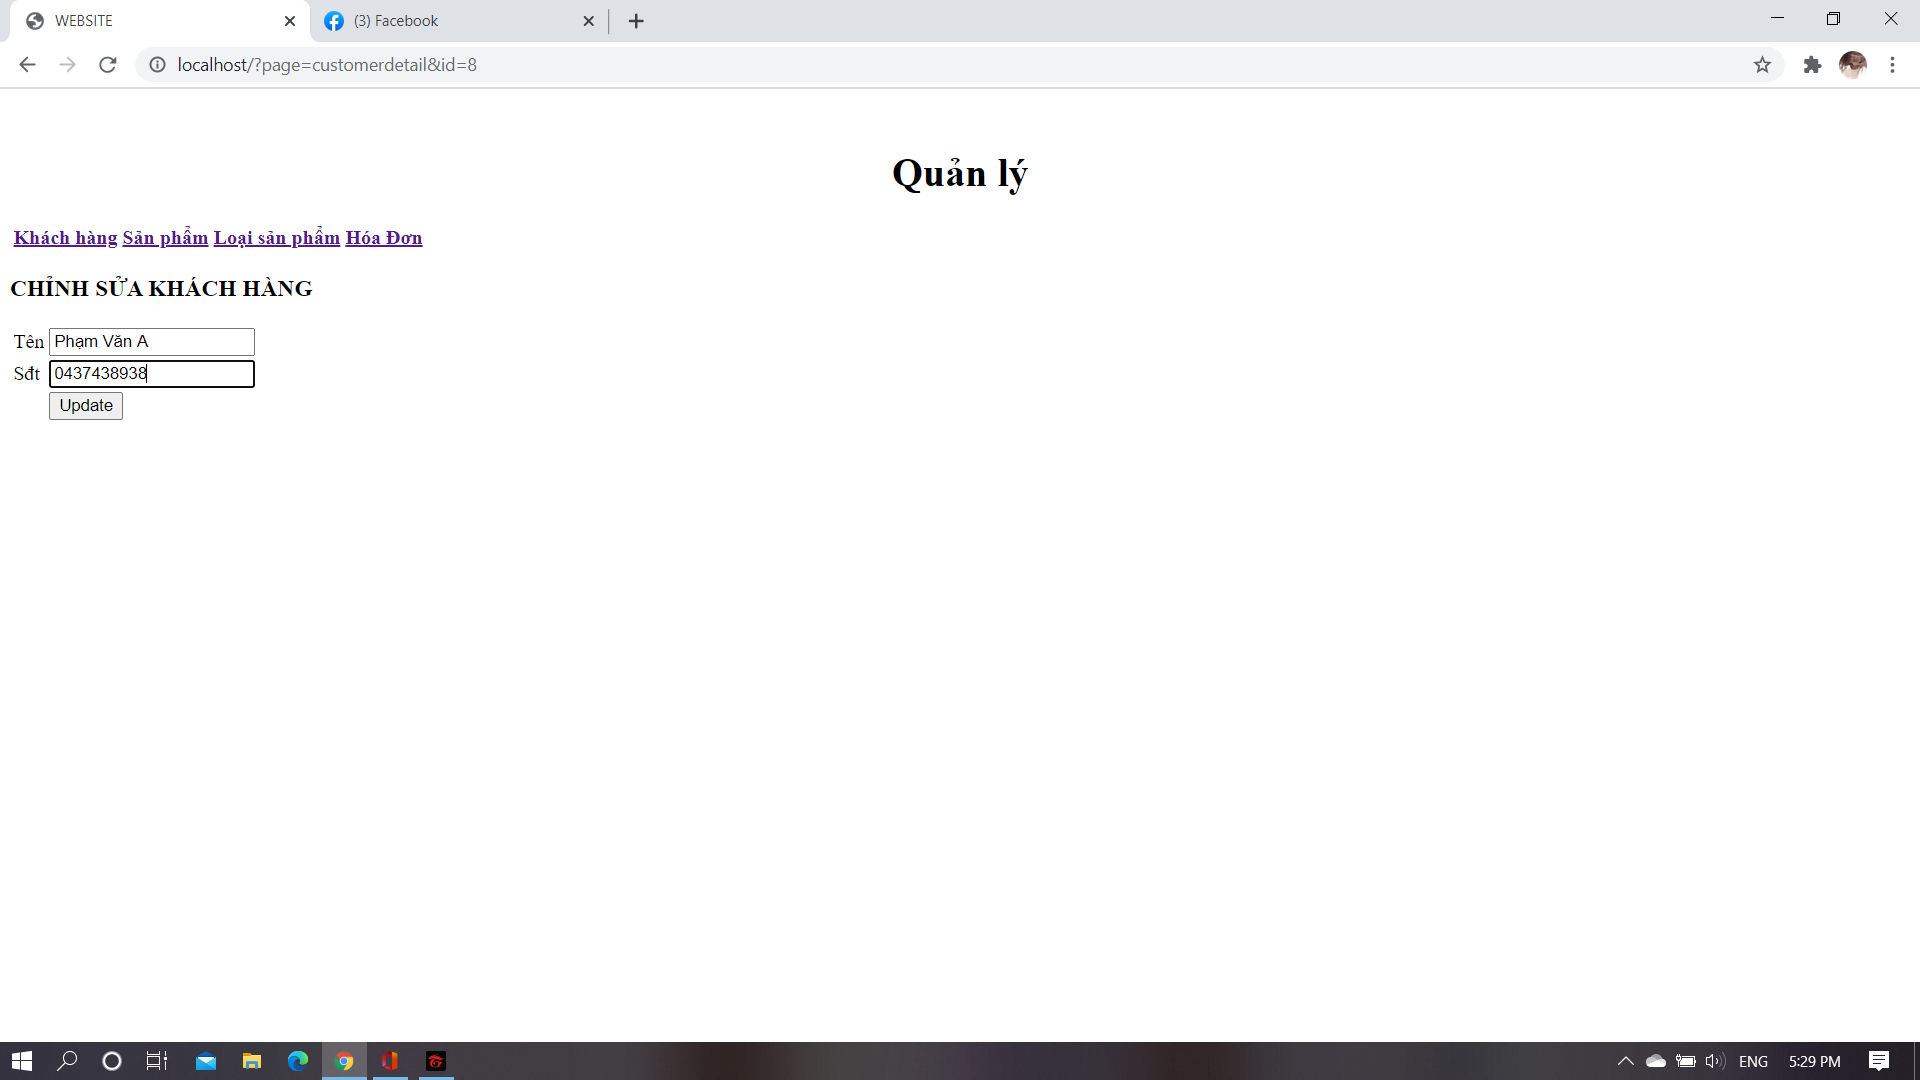 WEBSITE
(3) Facebook
localhost/?page=customerdetail&id=8
Quản lý
Khách hàng Sản phẩm Loại sản phẩm Hóa Đơn
CHỈNH SỬA KHÁCH HÀNG
Tên Phạm Văn A
Sđt 0437438938
Update
ENG 5:29 PM